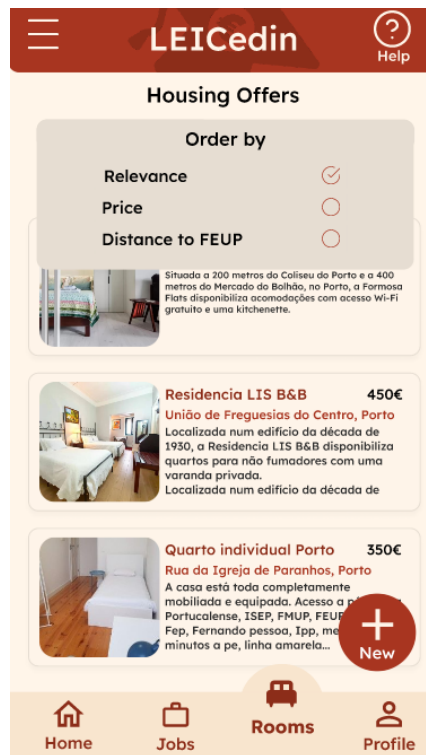 LEICedin
Help
Housing Offers
Order by
Relevance
Price
Distance to FEUP
Situada a 200 metros do Coliseu do Porto e a 400
metros do Mercado do Bolhão, no Porto, a Formosa
Flats disponibiliza acomodações com acesso Wi-Fi
gratuito e uma kitchenette.
Residencia LIS B&B 450€
União de Freguesias do Centro, Porto
Localizada num edifício da década de
1930, a Residencia LIS B&B disponibiliza
quartos para não fumadores com uma
varanda privada.
Localizada num edifício da década de
Quarto individual Porto 350€
Rua da Igreja de Paranhos, Porto
A casa está toda completamente
mobiliada e equipada. Acesso a
Portucalense, ISEP, FMUP, FEUP
Fep, Fernando pessoa, Ipp,
minutos a pe, linha amarela...
New
Home
Jobs
Rooms
Profile